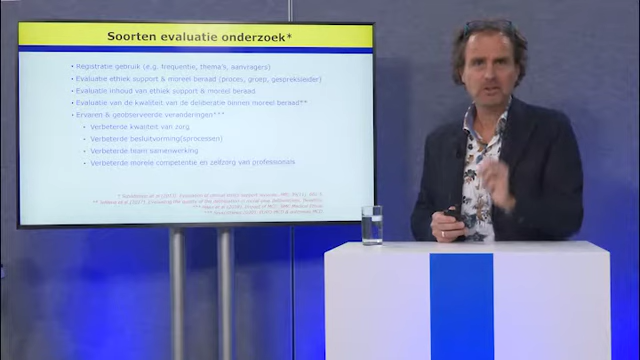 Soorten evaluatie onderzoek*
• Registratie gebruik (e.g. frequentie, thema's, aanvragers)
• Evaluatie ethiek support & moreel beraad (proces, groep, gespreksleider)
• Evaluatie inhoud van ethiek support & moreel beraad
• Evaluatie van de kwaliteit van de deliberatie binnen moreel beraad**
• Ervaren & geobserveerde veranderingen***
• Verbeterde kwaliteit van zorg
• Verbeterde besluitvorming(sprocessen)
• Verbeterde team samenwerking
• Verbeterde morele competentie en zelfzorg van professionals